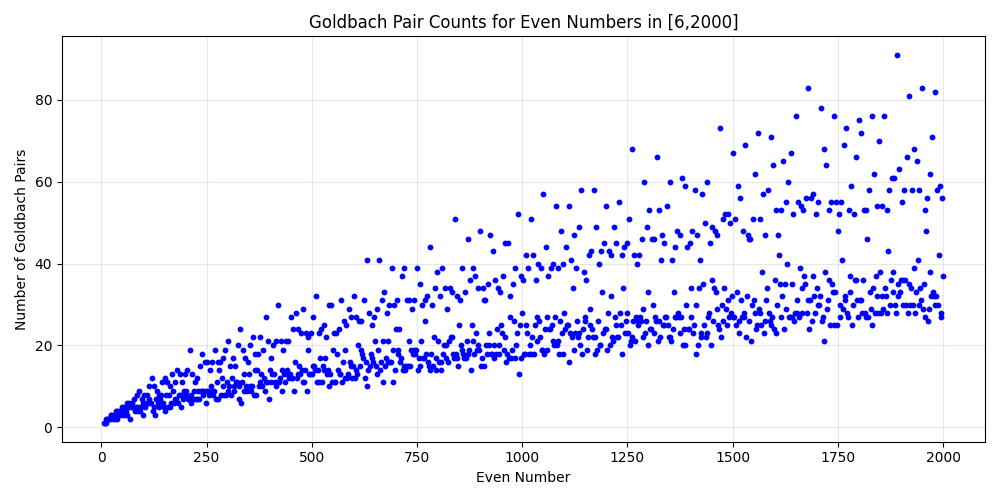 Goldbach Pair Counts for Even Numbers in [6,2000]
Number of Goldbach Pairs
80
60
40
20
0
0 250 500 750 1000 1250 1500 1750 2000
Even Number